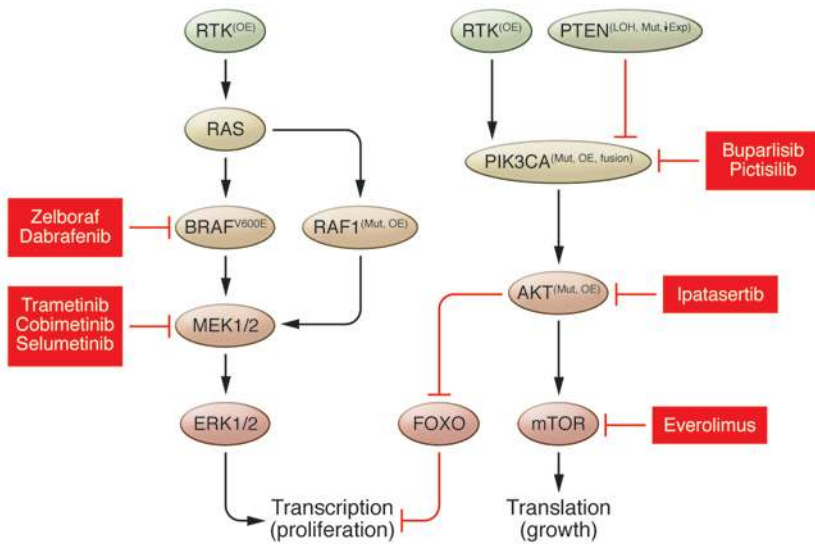 RTK(OE)
RTK(OE)
PTEN(LOH, Mut,↓Exp)
RAS
PIK3CA(Mut, OE, fusion)
Buparlisib
Pictisilib
Zelboraf
Dabrafenib
BRAFV600E
RAF1(Mut, OE)
AKT(Mut, OE)
Ipatasertib
Trametinib
Cobimetinib
Selumetinib
MEK1/2
ERK1/2
FOXO
mTOR
Everolimus
Transcription
(proliferation)
Translation
(growth)